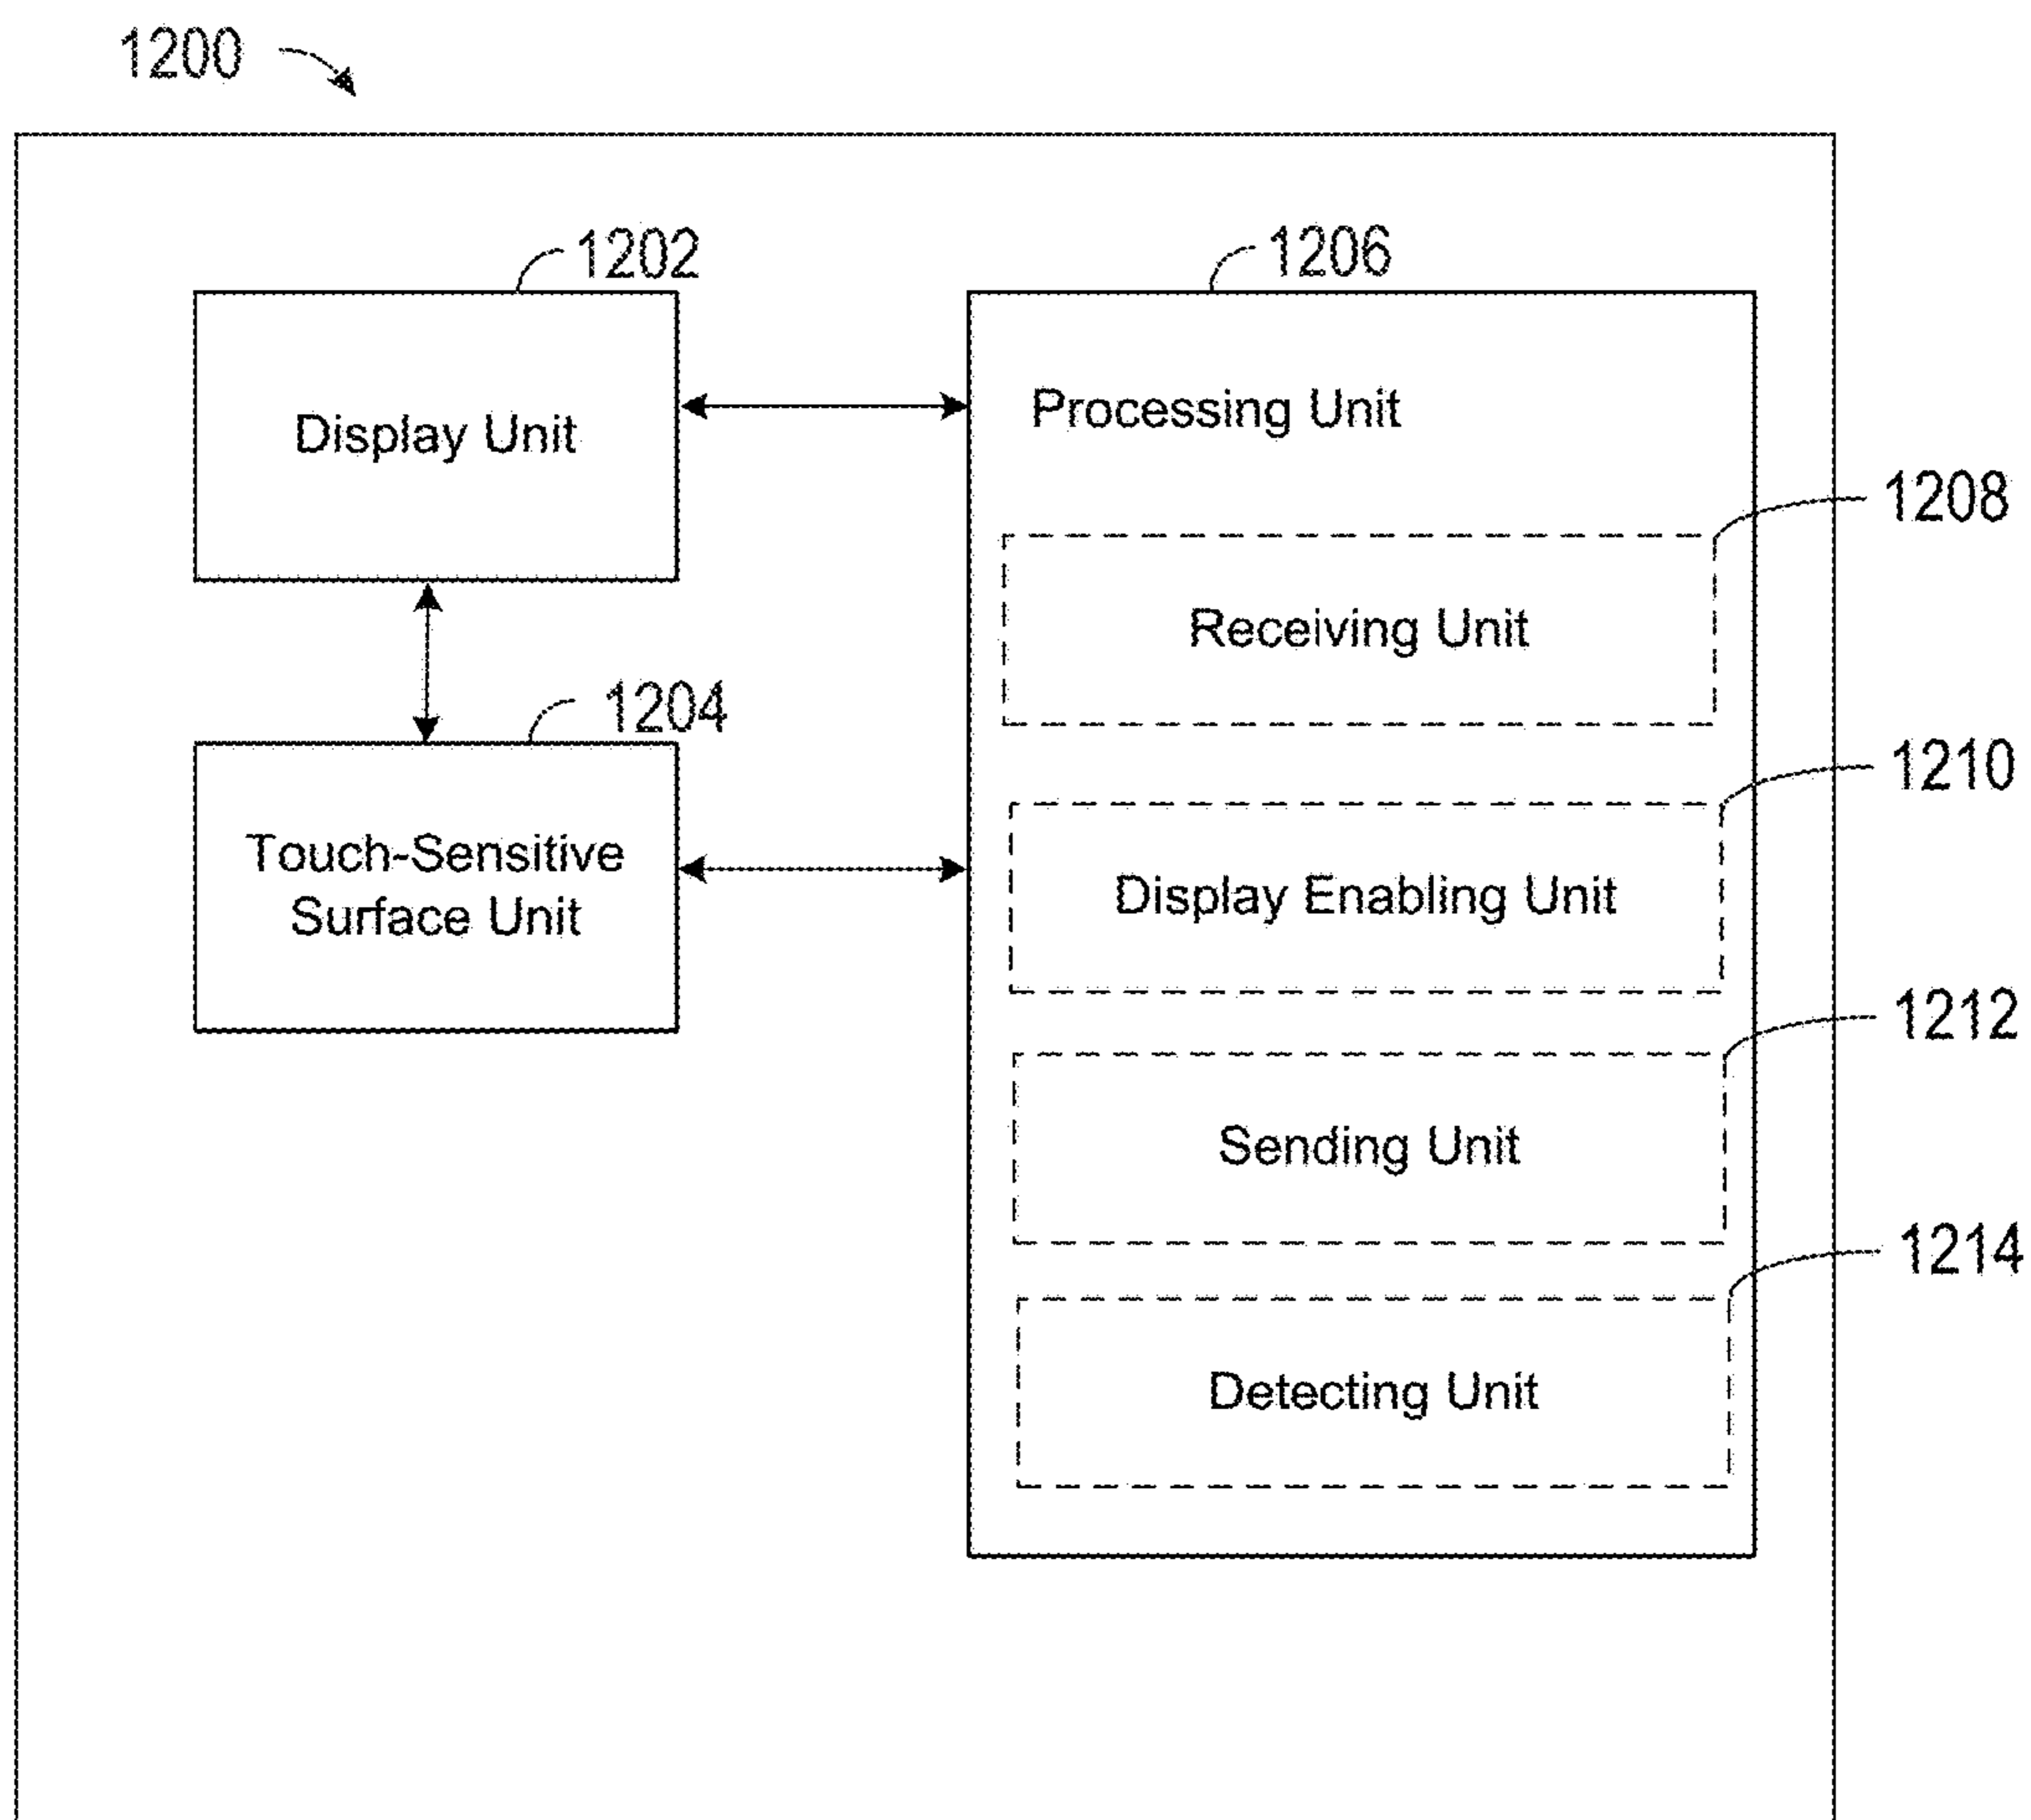 1200
1202
1206
Display Unit
Processing Unit
1208
Receiving Unit
1204
1210
Touch-Sensitive
Surface Unit
Display Enabling Unit
1212
Sending Unit
1214
Detecting Unit